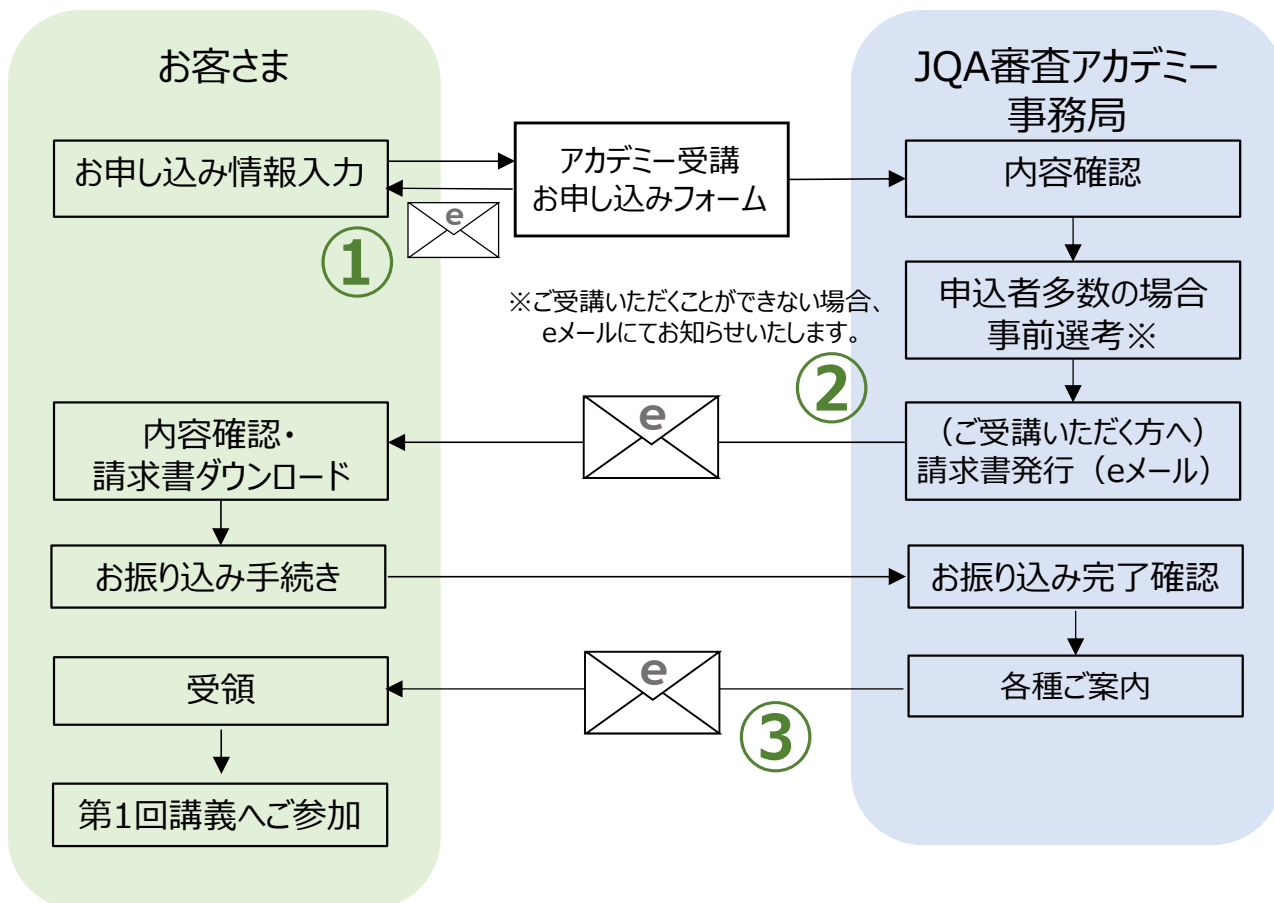 お客さま
JQA審査アカデミー
事務局
お申し込み情報入力
アカデミー受講
お申し込みフォーム
内容確認
e
①
※ご受講いただくことができない場合、
eメールにてお知らせいたします。
申込者多数の場合
事前選考※
②
e
内容確認・
請求書ダウンロード
（ご受講いただく方へ）
請求書発行（eメール）
お振り込み手続き
お振り込み完了確認
受領
e
③
各種ご案内
第1回講義へご参加